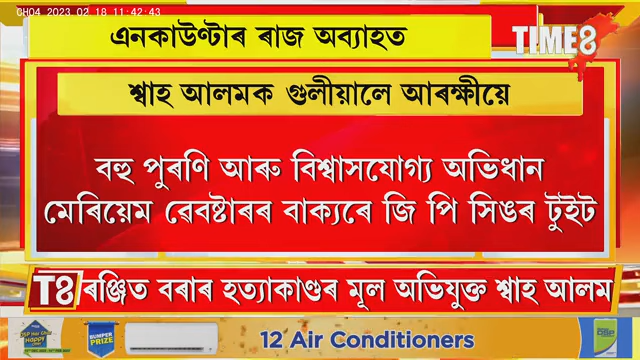 CH04 2023 02 18 11 42 43
এনকাউণ্টাৰ ৰাজ অব্যাহত
TIME8
শ্বাহ আলমক গুলীয়ালে আৰক্ষীয়ে
বহু পুৰণি আৰু বিশ্বাসযোগ্য অভিধান
মেৰিয়েম ৱেবষ্টাৰৰ বাক্যৰে জি পি সিঙৰ টুইট
T8 ৰঞ্জিত বৰাৰ হত্যাকাণ্ডৰ মূল অভিযুক্ত শ্বাহ আলম
BUMPER
PRIZE
12 Air Conditioners